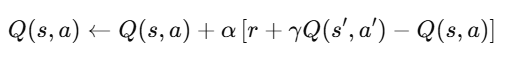 Q(s, a) ← Q(s, a) + α [r + γQ(s′, a′) − Q(s, a)]